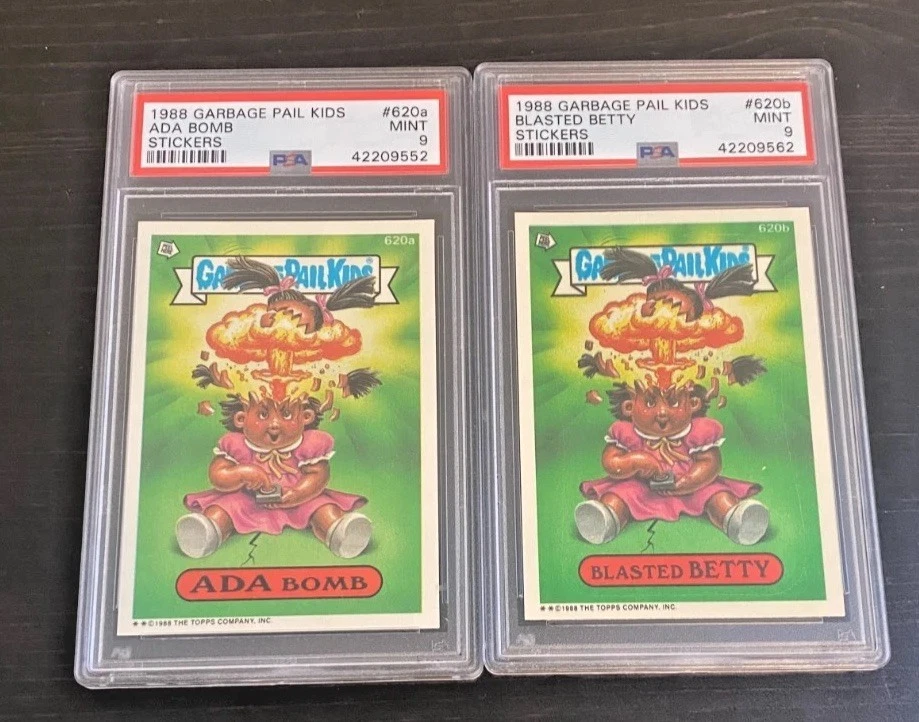 1988 GARBAGE PAIL KIDS #620a
ADA BOMB MINT
STICKERS 9
PSA 42209552
620a
GARBAGE PAIL KIDS®
ADA BOMB
★★©1988 THE TOPPS COMPANY, INC.
1988 GARBAGE PAIL KIDS #620b
BLASTED BETTY MINT
STICKERS 9
PSA 42209562
620b
GA PAIL KIDS
BLASTED BETTY
★★©1988 THE TOPPS COMPANY, INC.